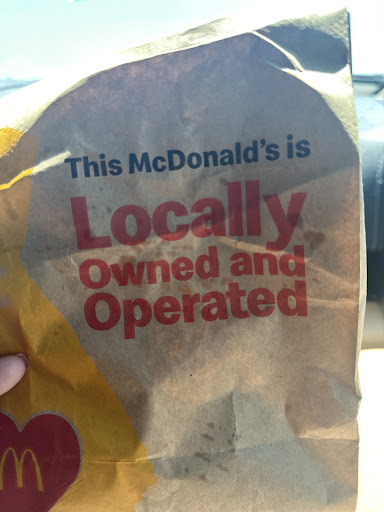 This McDonald's is
Locally
Owned and
Operated